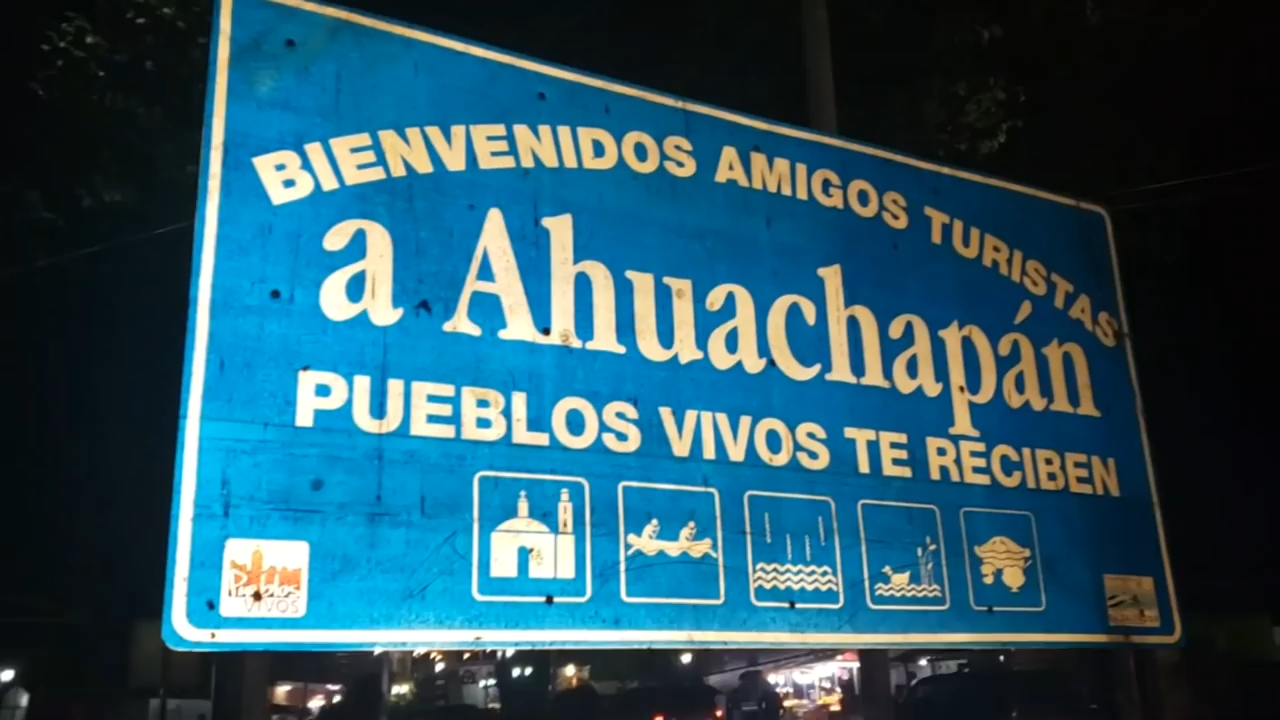 BIENVENIDOS AMIGOS TURISTAS
a Ahuachapán
PUEBLOS VIVOS TE RECIBEN
Pueblos
VIVOS